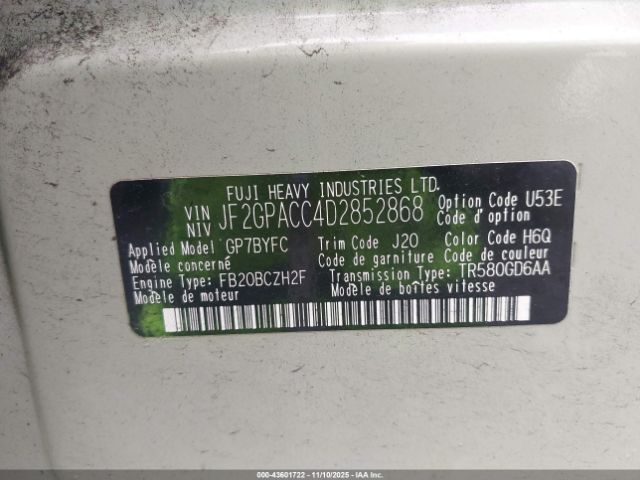 FUJI HEAVY INDUSTRIES LTD.
VIN NIV JF2GPACC4D2852868 Option Code U53E
Code d'option
Applied Model GP7BYFC Trim Code J20 Color Code H6Q
Modèle concerné Code de garniture Code de couleur
Engine Type: FB20BCZH2F Transmission Type: TR580GD6AA
Modèle de moteur Modèle de boîtes vitesse
000-43601722 - 11/10/2025 - IAAI.CA